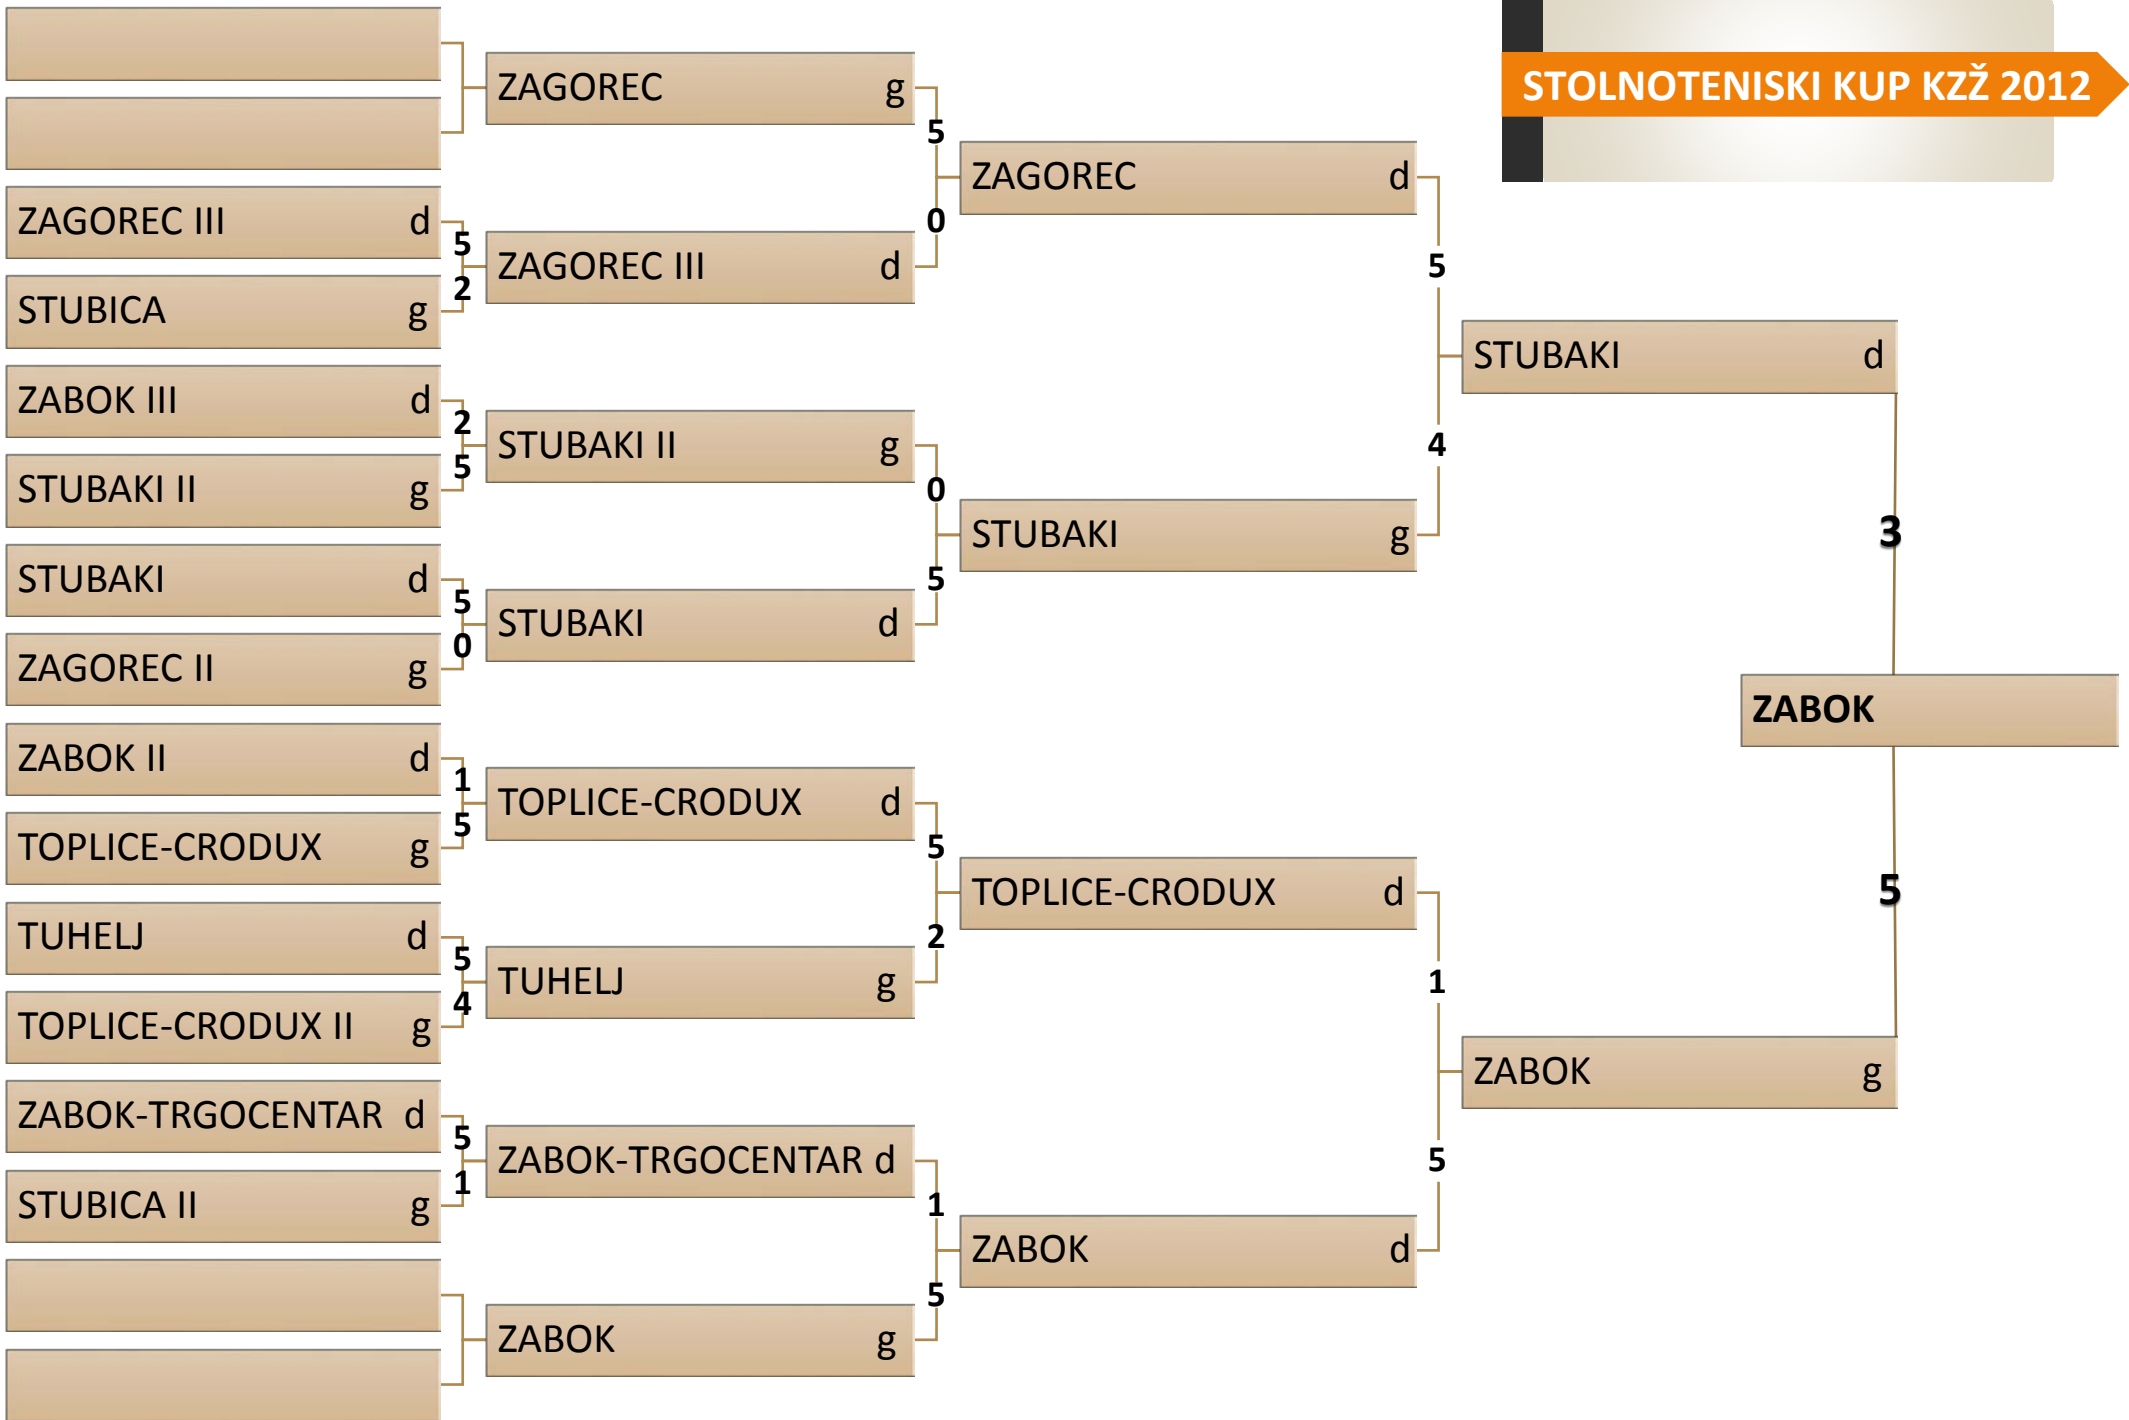 STOLNOTENISKI KUP KZŽ 2012
ZAGOREC III d
5
2
STUBICA g
ZABOK III d
2
5
STUBAKI II g
STUBAKI d
5
0
ZAGOREC II g
ZABOK II d
1
5
TOPLICE-CRODUX g
TUHELJ d
5
4
TOPLICE-CRODUX II g
ZABOK-TRGOCENTAR d
5
1
STUBICA II g
ZAGOREC g
5
0
ZAGOREC III d
STUBAKI II g
0
5
STUBAKI d
TOPLICE-CRODUX d
5
2
TUHELJ g
ZABOK-TRGOCENTAR d
1
5
ZABOK g
ZAGOREC d
5
4
STUBAKI g
TOPLICE-CRODUX d
1
5
ZABOK d
STUBAKI d
3
5
ZABOK g
ZABOK